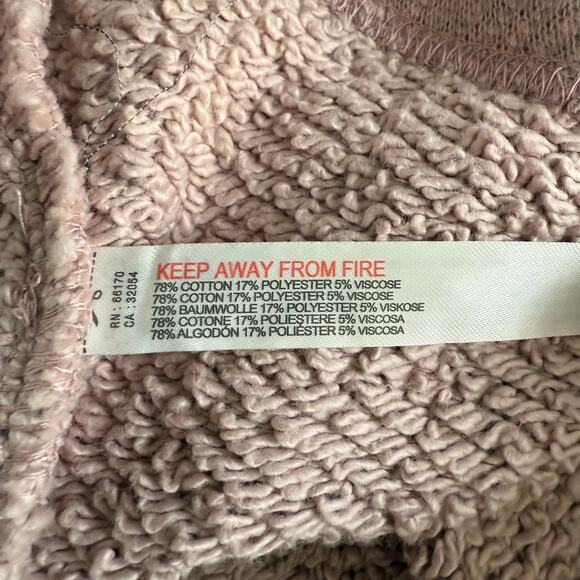 KEEP AWAY FROM FIRE
78% COTTON 17% POLYESTER 5% VISCOSE
78% COTON 17% POLYESTER 5% VISCOSE
78% BAUMWOLLE 17% POLYESTER 5% VISKOSE
78% COTONE 17% POLIESTERE 5% VISCOSA
78% ALGODÓN 17% POLIÉSTER 5% VISCOSA
RN : 66170
CA : 32054